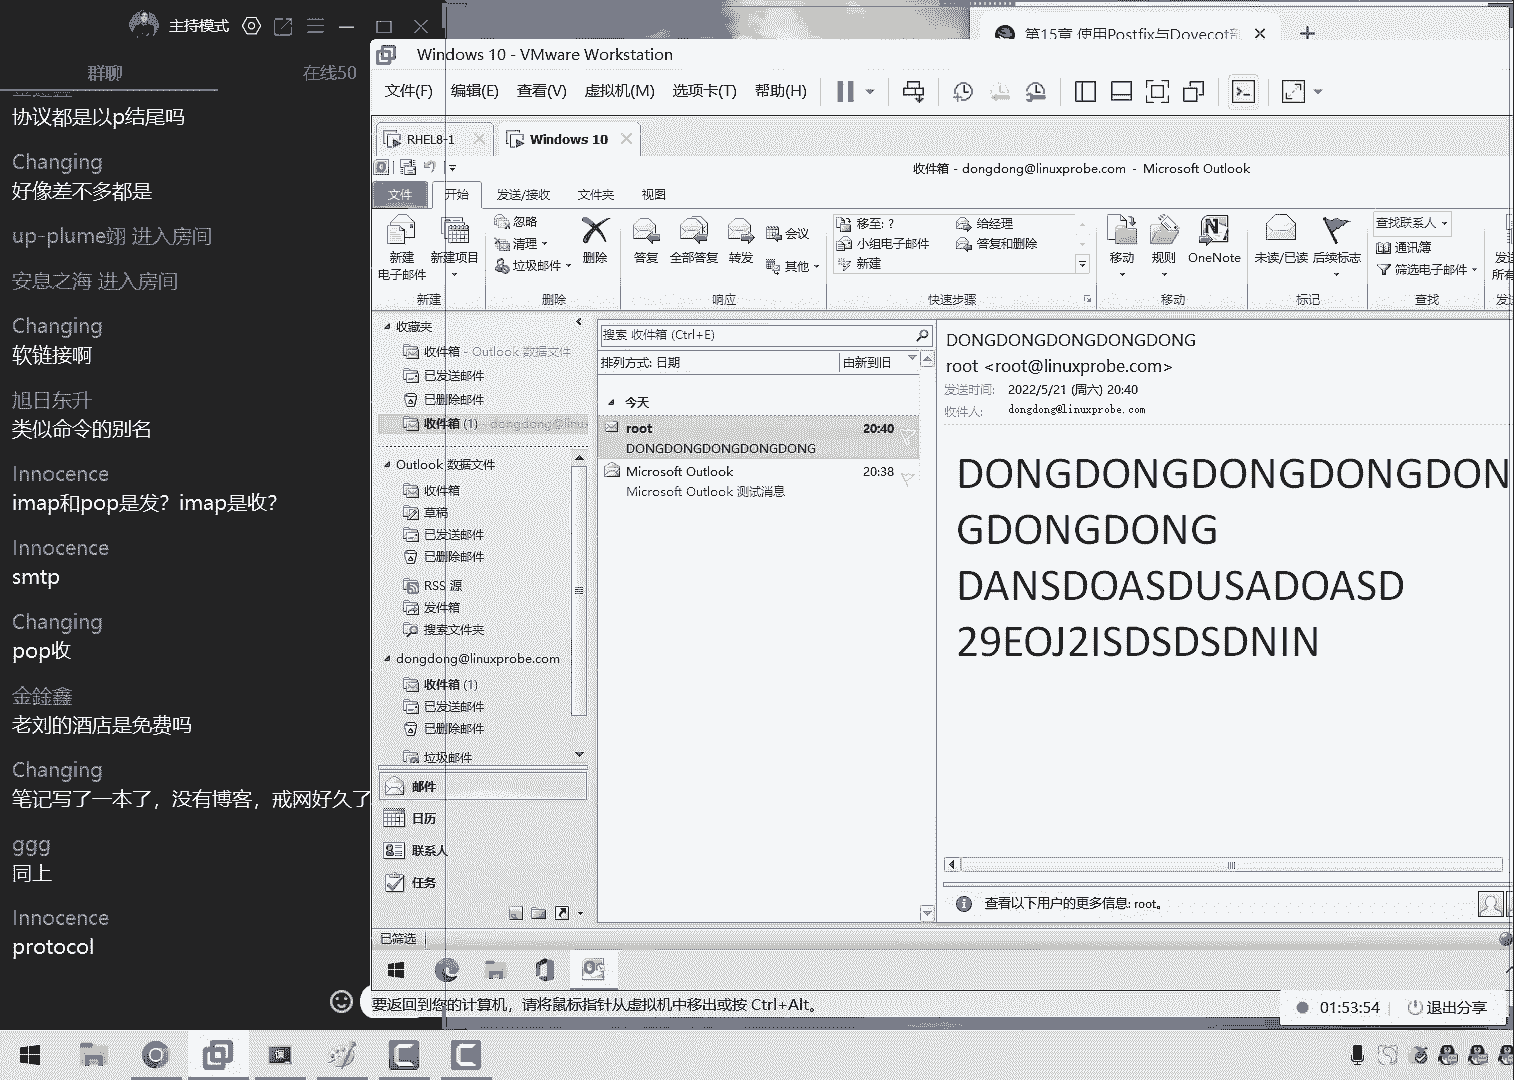 主持模式
群聊
在线50
协议都是以p结尾吗
Changing
好像差不多都是
up-plume翊 进入房间
安息之海 进入房间
Changing
软链接啊
旭日东升
类似命令的别名
Innocence
imap和pop是发？imap是收？
Innocence
smtp
Changing
pop收
金錀鑫
老刘的酒店是免费吗
Changing
笔记写了一本了，没有博客，戒网好久了
ggg
同上
Innocence
protocol
第15章 使用Postfix与Dovecot
Windows 10 - VMware Workstation
文件(F) 编辑(E) 查看(V) 虚拟机(M) 选项卡(T) 帮助(H)
RHEL8-1
Windows 10
收件箱 - dongdong@linuxprobe.com - Microsoft Outlook
文件 开始 发送/接收 文件夹 视图
新建
电子邮件
新建项目
新建
忽略
清理
垃圾邮件
删除
删除
答复 全部答复 转发
会议
其他
响应
移至: ?
小组电子邮件
新建
给经理
答复和删除
快速步骤
移动 规则 OneNote
移动
未读/已读 后续标志
标记
查找联系人
通讯簿
筛选电子邮件
查找
收藏夹
收件箱 - Outlook 数据文件
已发送邮件
已删除邮件
收件箱 (1) - dongdong@linux
Outlook 数据文件
收件箱
草稿
已发送邮件
已删除邮件
RSS 源
发件箱
搜索文件夹
dongdong@linuxprobe.com
收件箱 (1)
已发送邮件
已删除邮件
垃圾邮件
邮件
日历
联系人
任务
搜索 收件箱 (Ctrl+E)
排列方式: 日期
由新到旧
今天
root 20:40
DONGDONGDONGDONGDONG
Microsoft Outlook 20:38
Microsoft Outlook 测试消息
DONGDONGDONGDONGDONG
root <root@linuxprobe.com>
发送时间: 2022/5/21 (周六) 20:40
收件人: dongdong@linuxprobe.com
DONGDONGDONGDONGDON
GDONGDONG
DANSDOASDUSADOASD
29EOJ2ISDSDSDNIN
查看以下用户的更多信息: root。
已筛选
要返回到您的计算机，请将鼠标指针从虚拟机中移出或按 Ctrl+Alt。
01:53:54
退出分享